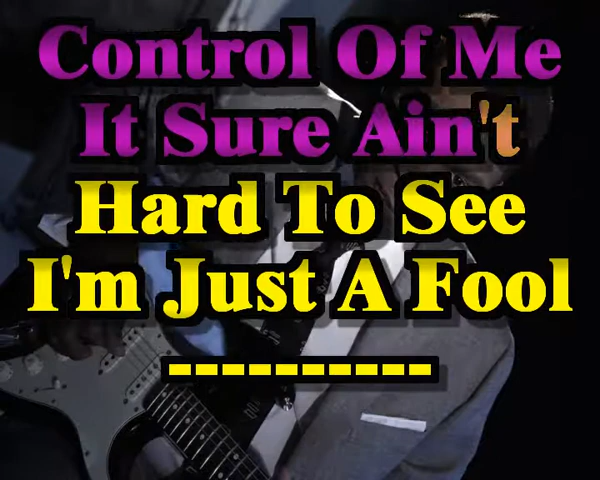 Control Of Me
It Sure Ain't
Hard To See
I'm Just A Fool
----------